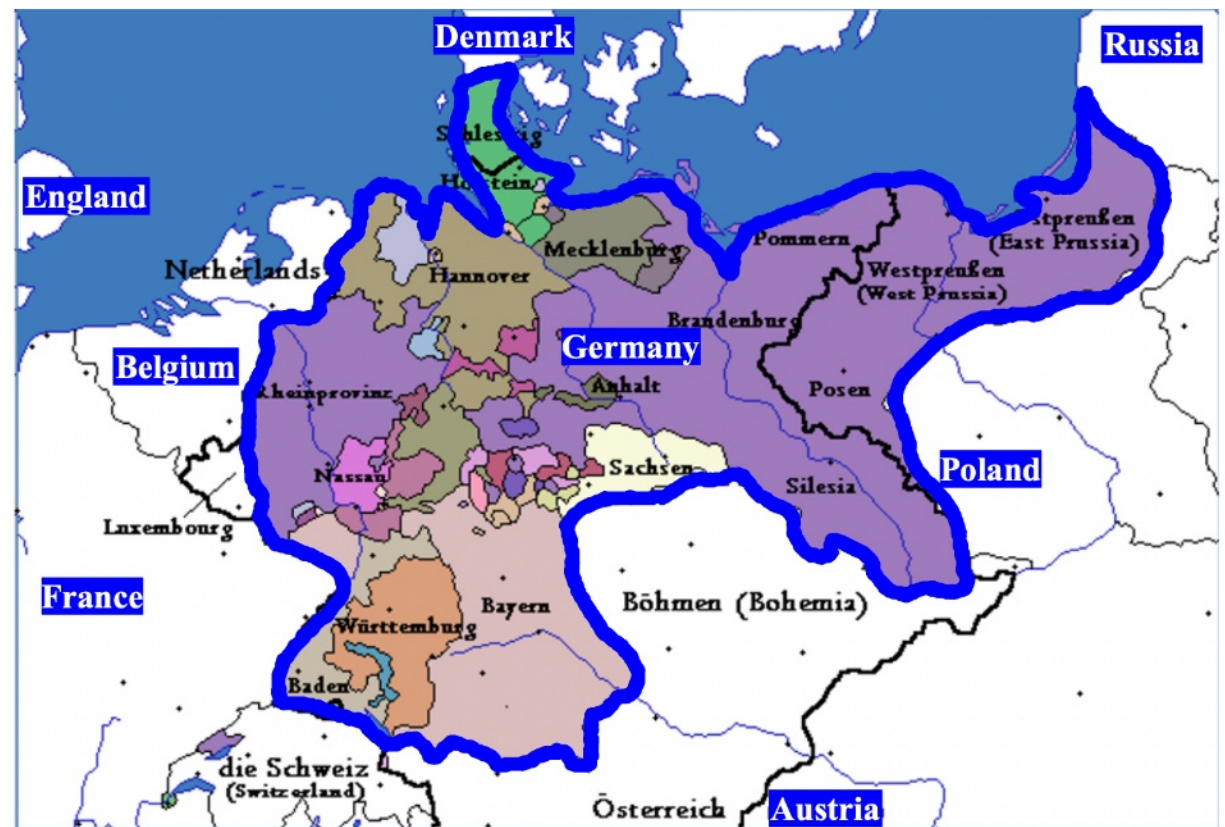 Denmark
Russia
Schleswig
England
Holstein
stpreußen
(East Prussia)
Pommern
Mecklenburg
Netherlands
Hannover
Westpreußen
(West Prussia)
Brandenburg
Germany
Belgium
Anhalt
Rheinprovinz
Posen
Nassau
Sachsen
Poland
Silesia
Luxembourg
France
Böhmen (Bohemia)
Bayern
Württemburg
Baden
die Schweiz
(Switzerland)
Österreich
Austria